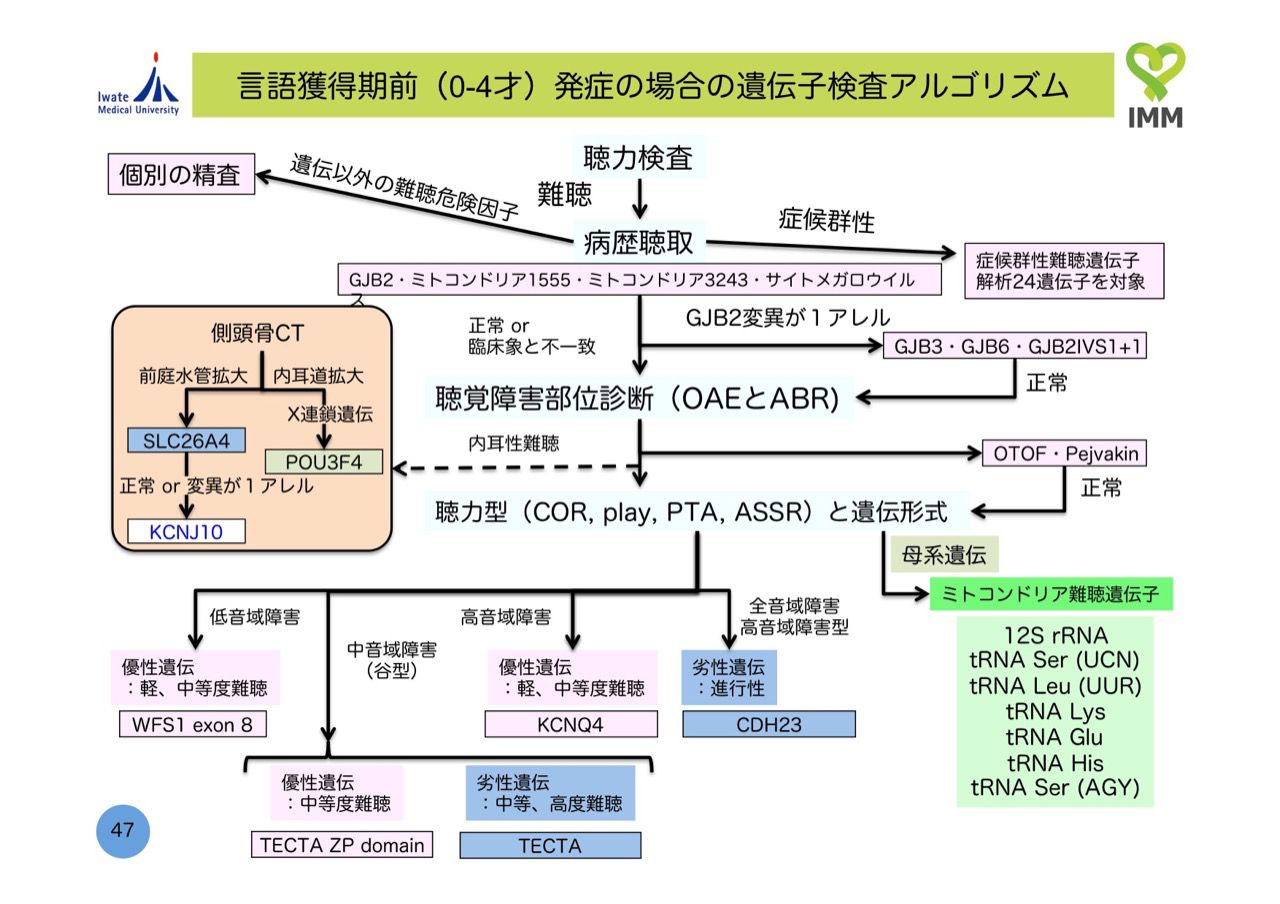 Iwate
Medical University
言語獲得期前（0-4才）発症の場合の遺伝子検査アルゴリズム
IMM
聴力検査
個別の精査
遺伝以外の難聴危険因子
難聴
病歴聴取
症候群性
症候群性難聴遺伝子
解析24遺伝子を対象
GJB2・ミトコンドリア1555・ミトコンドリア3243・サイトメガロウイル
ス
正常 or
臨床象と不一致
GJB2変異が１アレル
GJB3・GJB6・GJB2IVS1+1
正常
聴覚障害部位診断（OAEとABR)
側頭骨CT
前庭水管拡大
内耳道拡大
X連鎖遺伝
SLC26A4
POU3F4
正常 or 変異が１アレル
KCNJ10
内耳性難聴
OTOF・Pejvakin
正常
聴力型（COR, play, PTA, ASSR）と遺伝形式
母系遺伝
ミトコンドリア難聴遺伝子
12S rRNA
tRNA Ser (UCN)
tRNA Leu (UUR)
tRNA Lys
tRNA Glu
tRNA His
tRNA Ser (AGY)
低音域障害
優性遺伝
：軽、中等度難聴
WFS1 exon 8
中音域障害
（谷型）
高音域障害
優性遺伝
：軽、中等度難聴
KCNQ4
全音域障害
高音域障害型
劣性遺伝
：進行性
CDH23
優性遺伝
：中等度難聴
TECTA ZP domain
劣性遺伝
：中等、高度難聴
TECTA
47